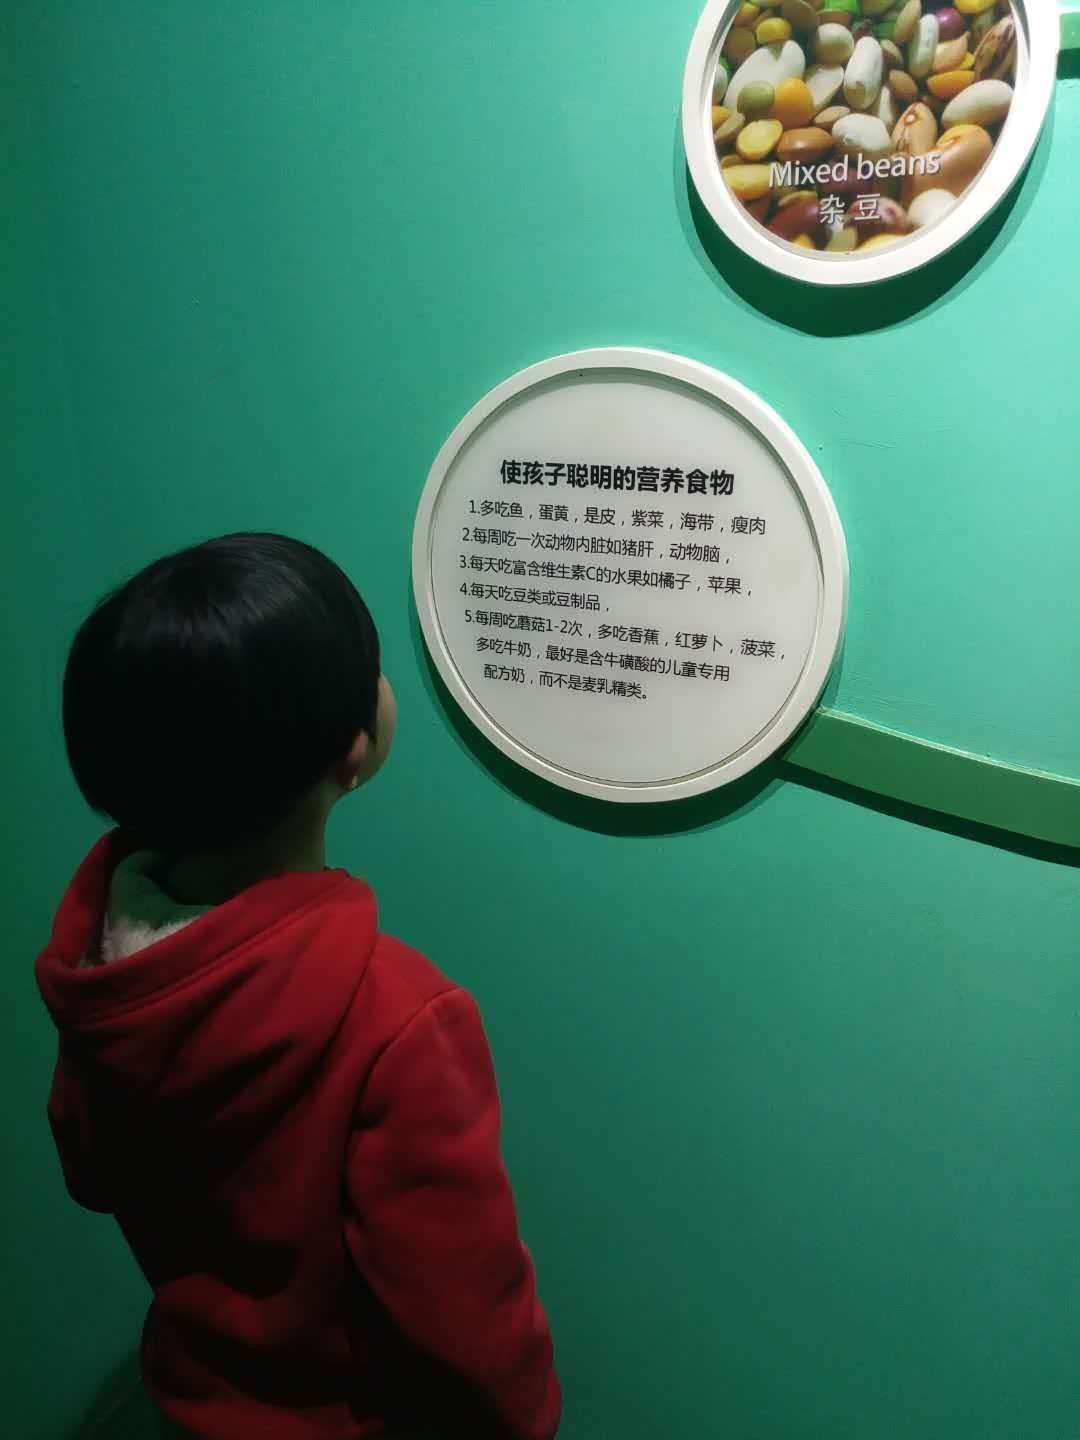 Mixed beans
杂豆
使孩子聪明的营养食物
1.多吃鱼，蛋黄，是皮，紫菜，海带，瘦肉
2.每周吃一次动物内脏如猪肝，动物脑，
3.每天吃富含维生素C的水果如橘子，苹果，
4.每天吃豆类或豆制品，
5.每周吃蘑菇1-2次，多吃香蕉，红萝卜，菠菜，
多吃牛奶，最好是含牛磺酸的儿童专用
配方奶，而不是麦乳精类。